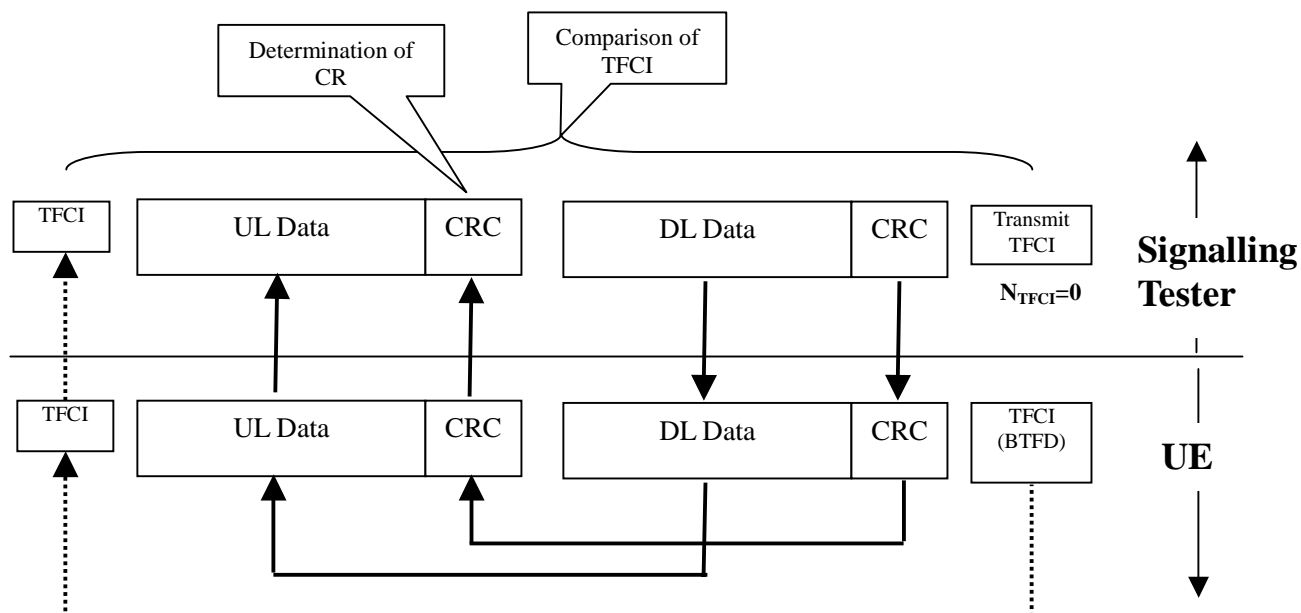 Determination of
CR
Comparison of
TFCI
TFCI
UL Data
CRC
DL Data
CRC
Transmit
TFCI
N_TFCI=0
Signalling
Tester
TFCI
UL Data
CRC
DL Data
CRC
TFCI
(BTFD)
UE